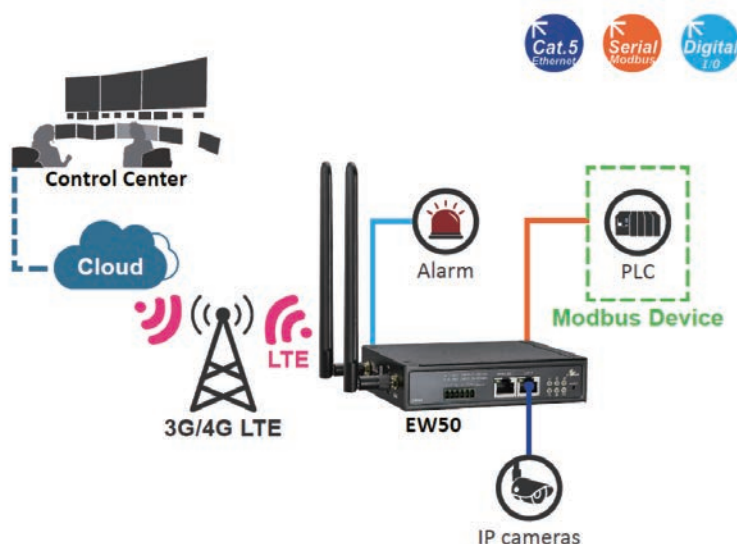 Cat.5
Ethernet
Serial
Modbus
Digital
I/O
Control Center
Cloud
LTE
3G/4G LTE
Alarm
PLC
Modbus Device
EW50
IP cameras